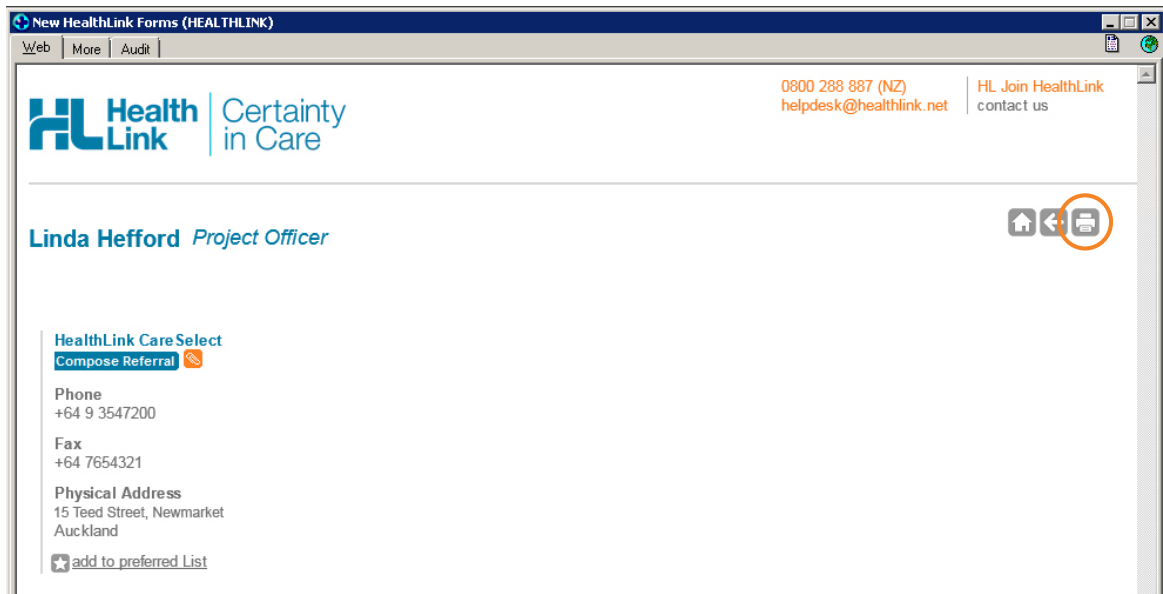 New HealthLink Forms (HEALTHLINK)
Web More Audit
0800 288 887 (NZ)
helpdesk@healthlink.net
HL Join HealthLink
contact us
HL Health Link
Certainty in Care
Linda Hefford Project Officer
HealthLink CareSelect
Compose Referral
Phone
+64 9 3547200
Fax
+64 7654321
Physical Address
15 Teed Street, Newmarket
Auckland
add to preferred List